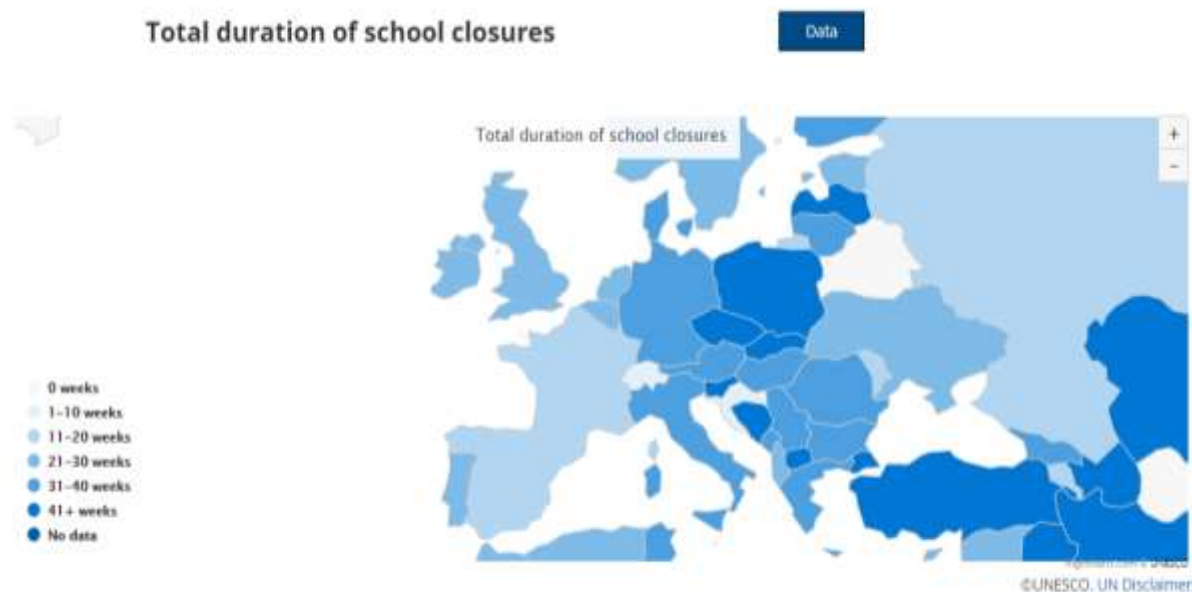 Total duration of school closures
Data
Total duration of school closures
+
−
0 weeks
1-10 weeks
11-20 weeks
21-30 weeks
31-40 weeks
41+ weeks
No data
©UNESCO, UN Disclaimer